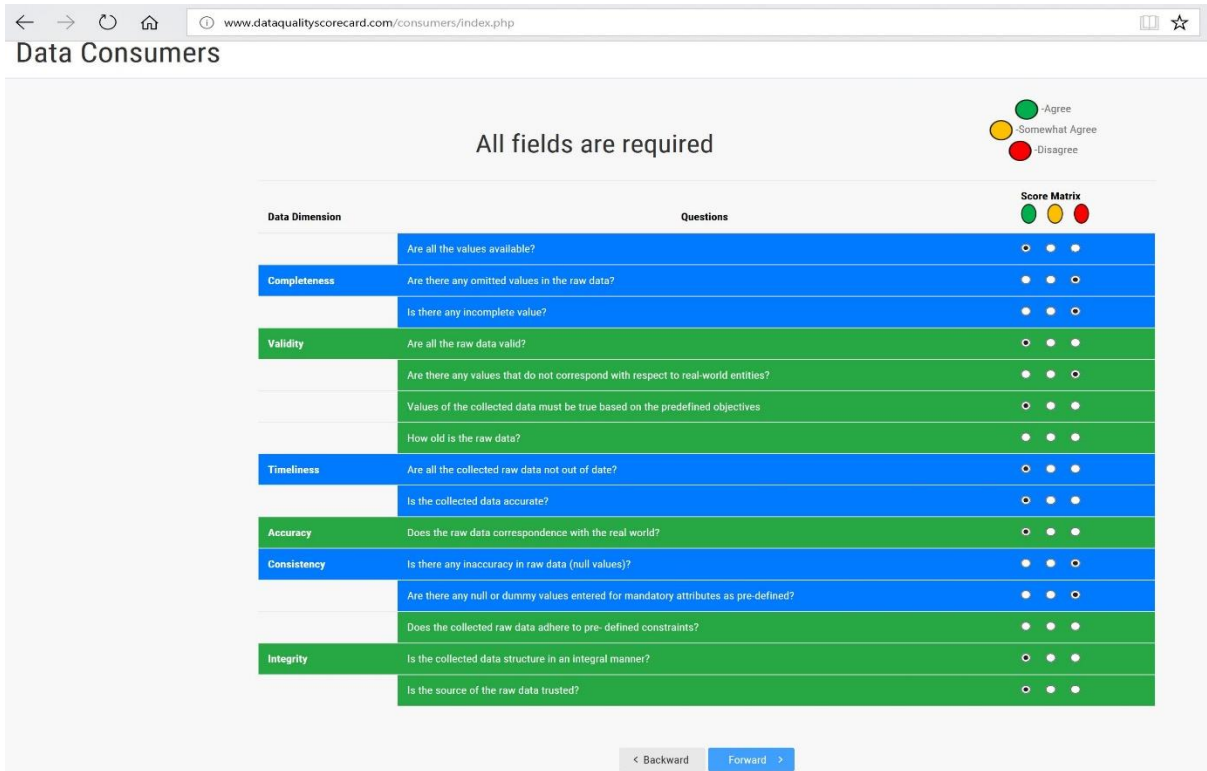 www.dataqualityscorecard.com/consumers/index.php
Data Consumers
-Agree
-Somewhat Agree
-Disagree
All fields are required
Score Matrix
Data Dimension Questions
Are all the values available?
Completeness Are there any omitted values in the raw data?
Is there any incomplete value?
Validity Are all the raw data valid?
Are there any values that do not correspond with respect to real-world entities?
Values of the collected data must be true based on the predefined objectives
How old is the raw data?
Timeliness Are all the collected raw data not out of date?
Is the collected data accurate?
Accuracy Does the raw data correspondence with the real world?
Consistency Is there any inaccuracy in raw data (null values)?
Are there any null or dummy values entered for mandatory attributes as pre-defined?
Does the collected raw data adhere to pre- defined constraints?
Integrity Is the collected data structure in an integral manner?
Is the source of the raw data trusted?
< Backward Forward >